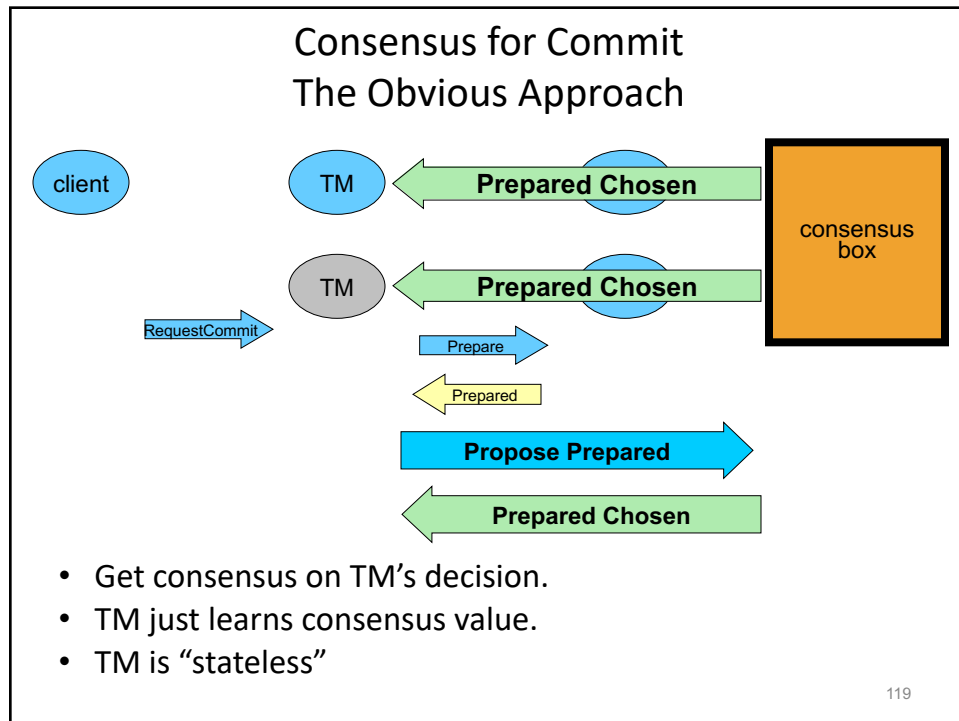 Consensus for Commit
The Obvious Approach
client
TM
Prepared Chosen
consensus
box
TM
Prepared Chosen
RequestCommit
Prepare
Prepared
Propose Prepared
Prepared Chosen
• Get consensus on TM’s decision.
• TM just learns consensus value.
• TM is “stateless”
119